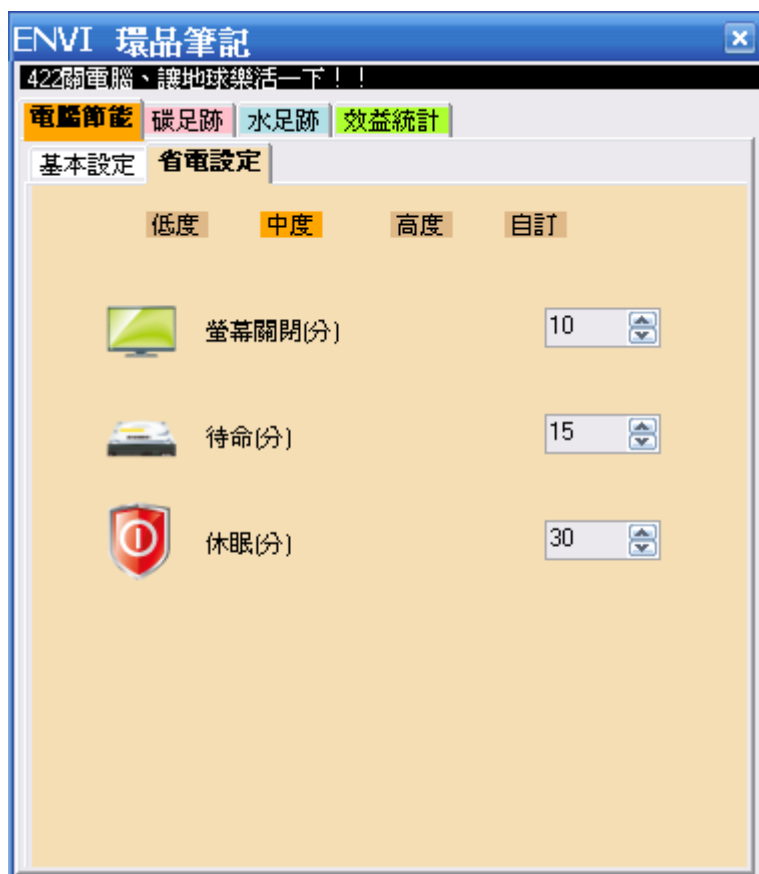 ENVI 環品筆記
422關電腦、讓地球樂活一下！！
電腦節能 碳足跡 水足跡 效益統計
基本設定 省電設定
低度 中度 高度 自訂
螢幕關閉(分) 10
待命(分) 15
休眠(分) 30